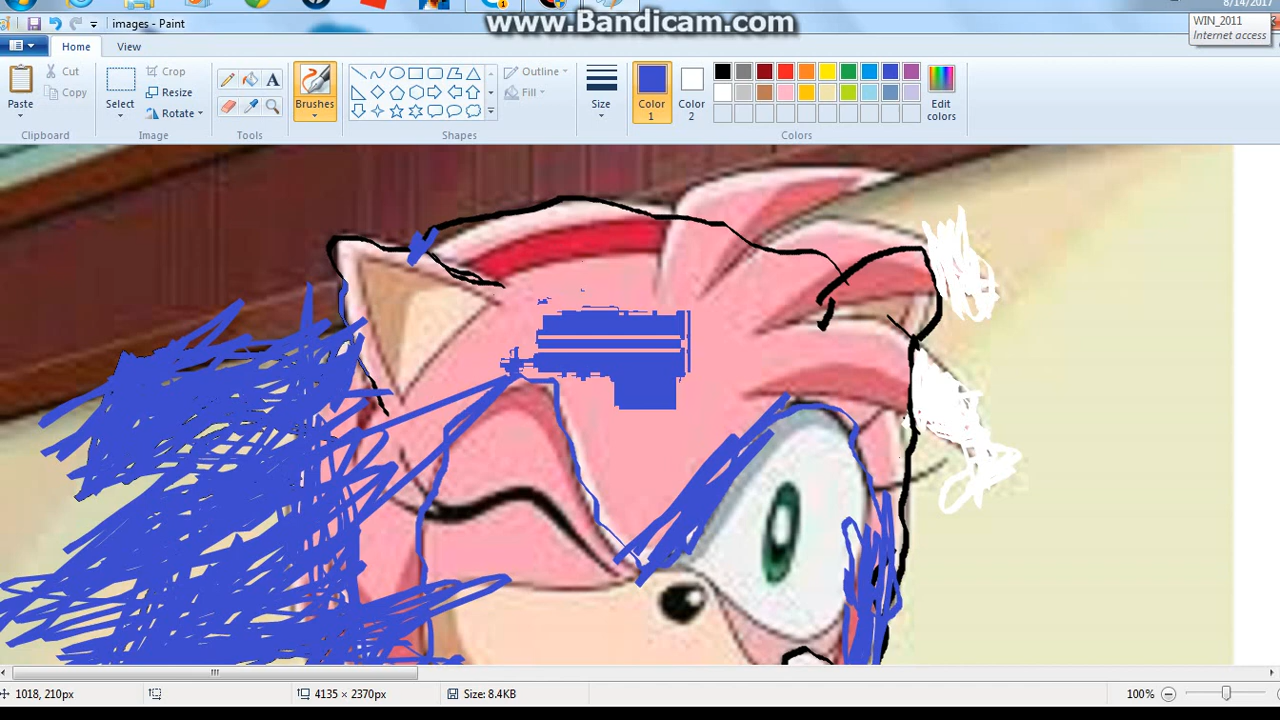 8/14/2017
www.Bandicam.com
images - Paint
WIN_2011
Internet access
Home
View
Cut
Crop
Outline
Copy
Resize
Fill
Paste
Select
Rotate
Brushes
Size
Color
1
Color
2
Edit
colors
Clipboard
Image
Tools
Shapes
Colors
1018, 210px
4135 × 2370px
Size: 8.4KB
100%